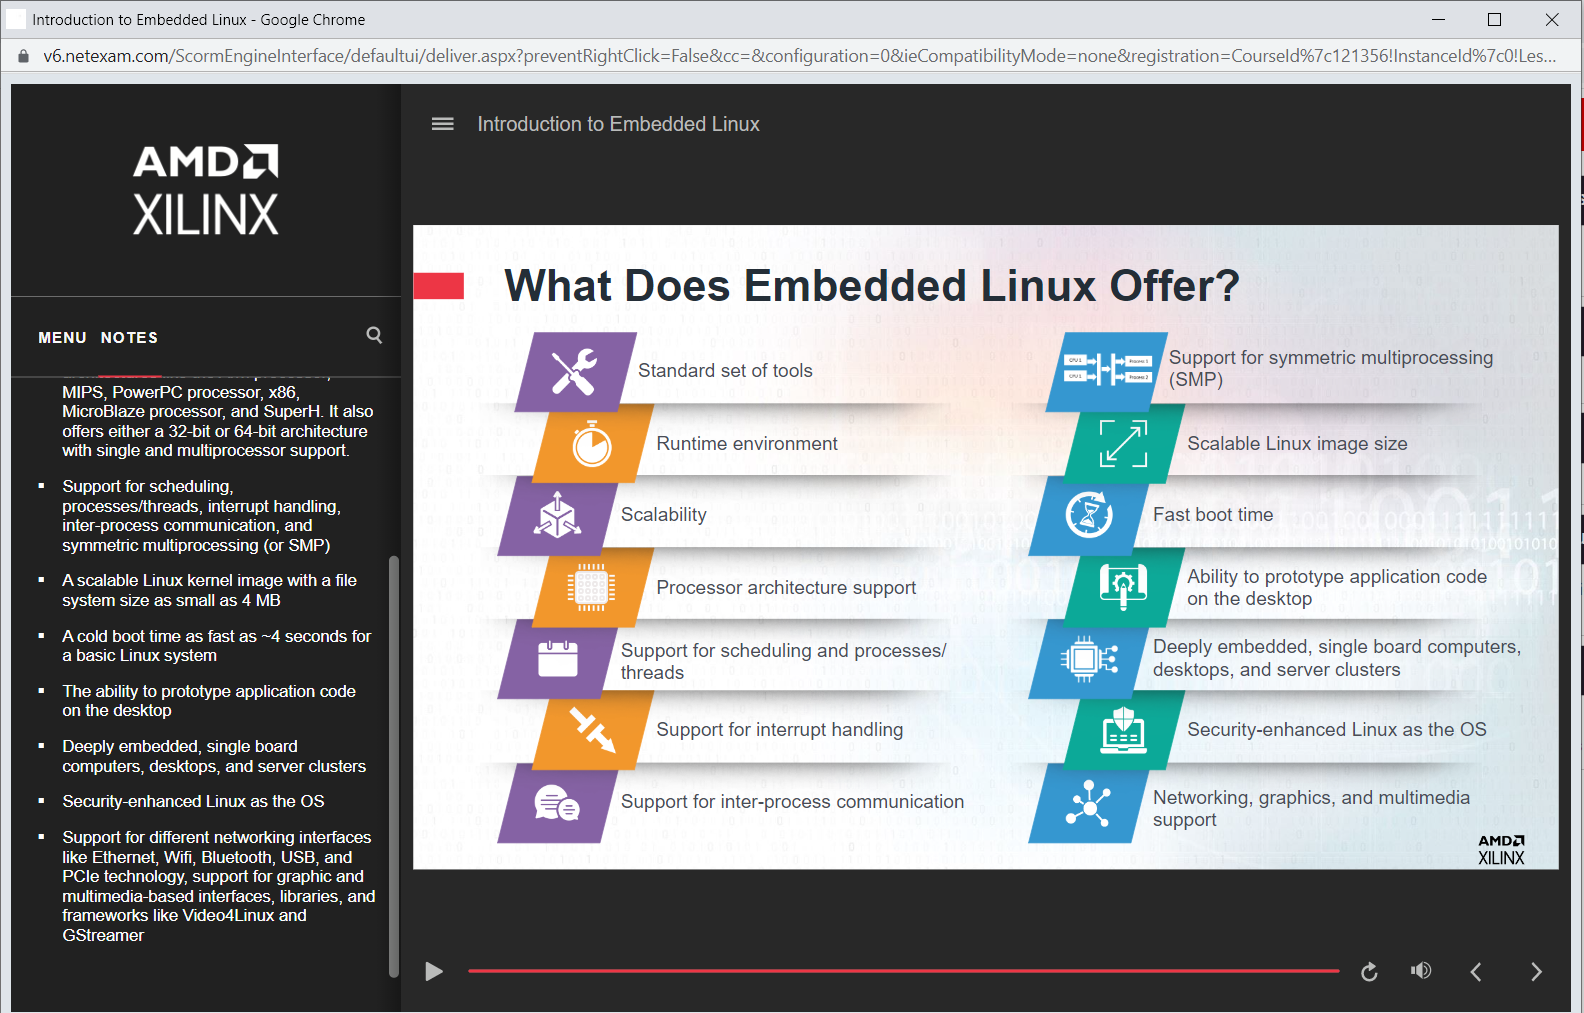 Introduction to Embedded Linux - Google Chrome
v6.netexam.com/ScormEngineInterface/defaultui/deliver.aspx?preventRightClick=False&cc=&configuration=0&ieCompatibilityMode=none&registration=CourseId%7c121356!InstanceId%7c0!Les...
AMD
XILINX
MENU NOTES
MIPS, PowerPC processor, x86,
MicroBlaze processor, and SuperH. It also
offers either a 32-bit or 64-bit architecture
with single and multiprocessor support.
▪ Support for scheduling,
processes/threads, interrupt handling,
inter-process communication, and
symmetric multiprocessing (or SMP)
▪ A scalable Linux kernel image with a file
system size as small as 4 MB
▪ A cold boot time as fast as ~4 seconds for
a basic Linux system
▪ The ability to prototype application code
on the desktop
▪ Deeply embedded, single board
computers, desktops, and server clusters
▪ Security-enhanced Linux as the OS
▪ Support for different networking interfaces
like Ethernet, Wifi, Bluetooth, USB, and
PCIe technology, support for graphic and
multimedia-based interfaces, libraries, and
frameworks like Video4Linux and
GStreamer
Introduction to Embedded Linux
What Does Embedded Linux Offer?
Standard set of tools
Runtime environment
Scalability
Processor architecture support
Support for scheduling and processes/
threads
Support for interrupt handling
Support for inter-process communication
CPU 1
CPU 1
Process 1
Process 2
Support for symmetric multiprocessing
(SMP)
Scalable Linux image size
Fast boot time
Ability to prototype application code
on the desktop
Deeply embedded, single board computers,
desktops, and server clusters
Security-enhanced Linux as the OS
Networking, graphics, and multimedia
support
AMD
XILINX